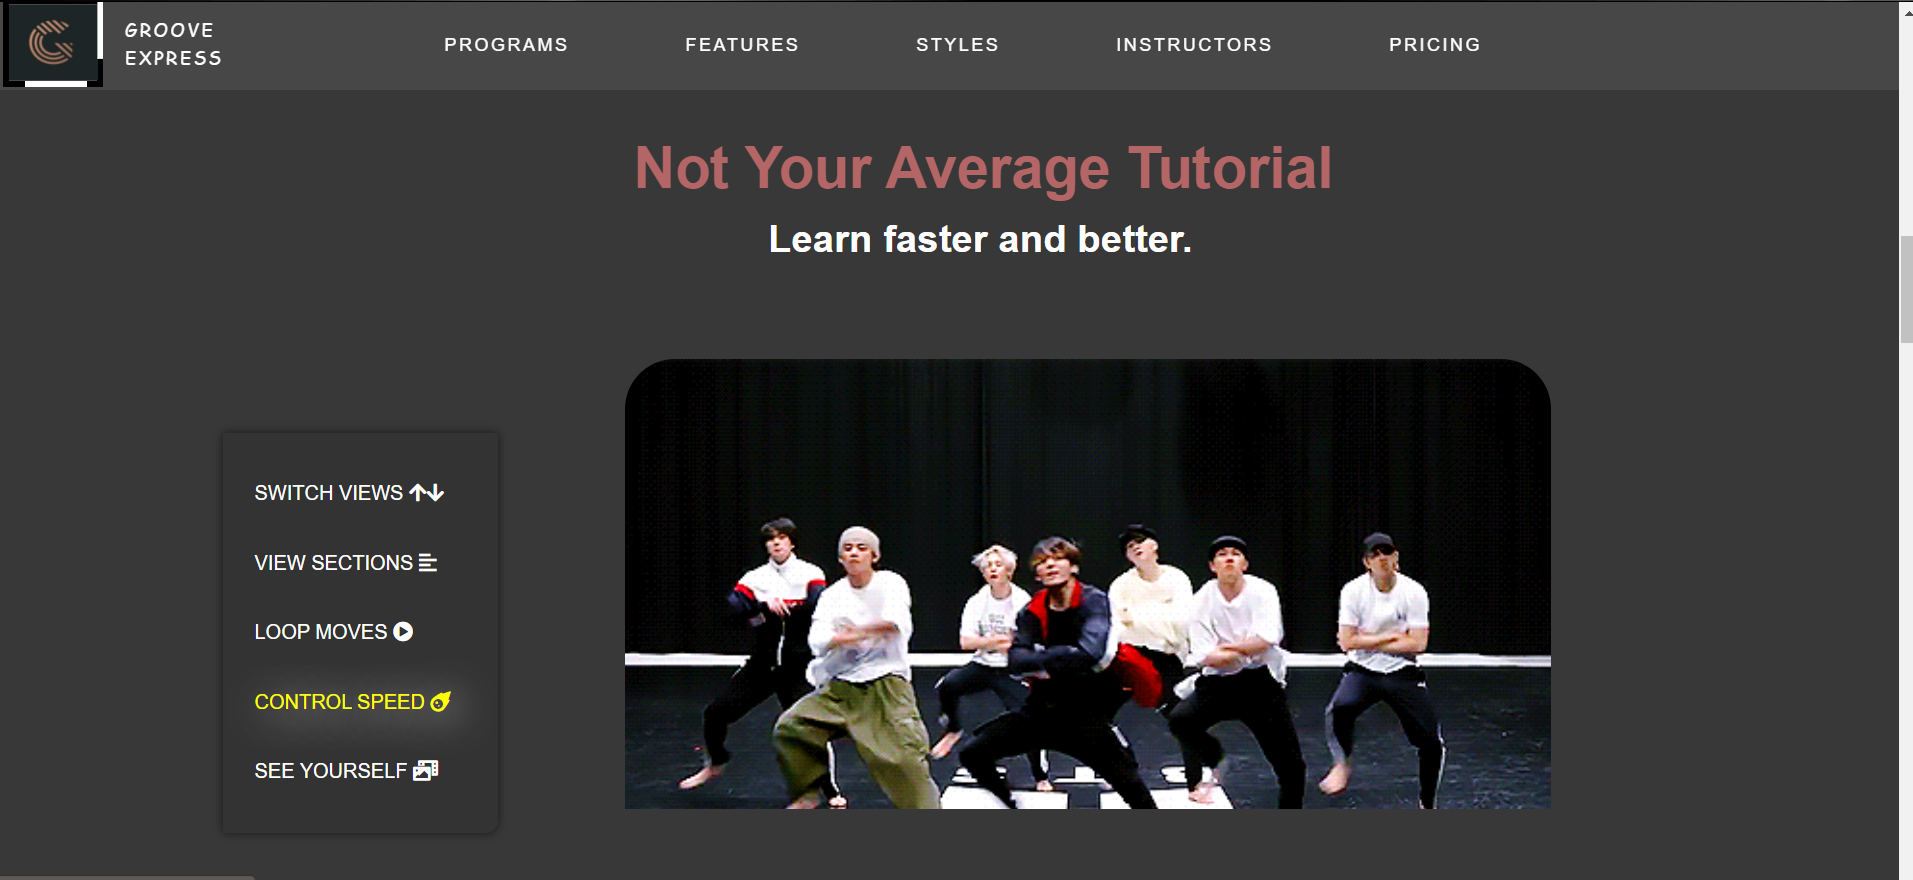 GROOVE
EXPRESS
PROGRAMS
FEATURES
STYLES
INSTRUCTORS
PRICING
Not Your Average Tutorial
Learn faster and better.
SWITCH VIEWS
VIEW SECTIONS
LOOP MOVES
CONTROL SPEED
SEE YOURSELF